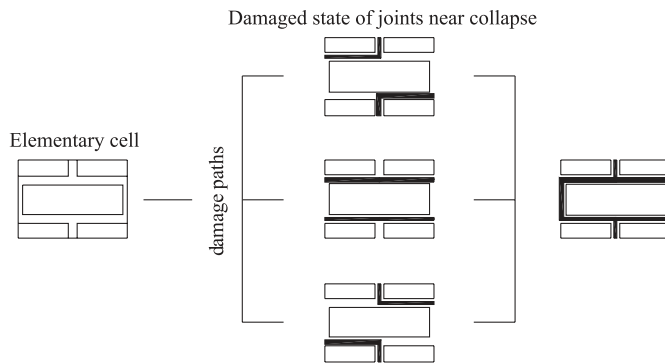 Damaged state of joints near collapse
Elementary cell
damage paths